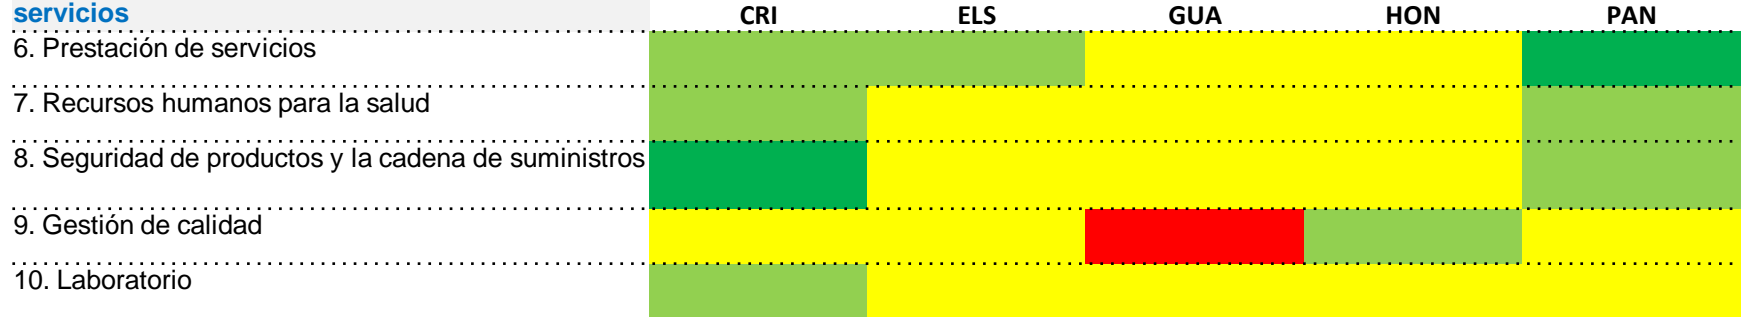 servicios CRI ELS GUA HON PAN
6. Prestación de servicios
7. Recursos humanos para la salud
8. Seguridad de productos y la cadena de suministros
9. Gestión de calidad
10. Laboratorio